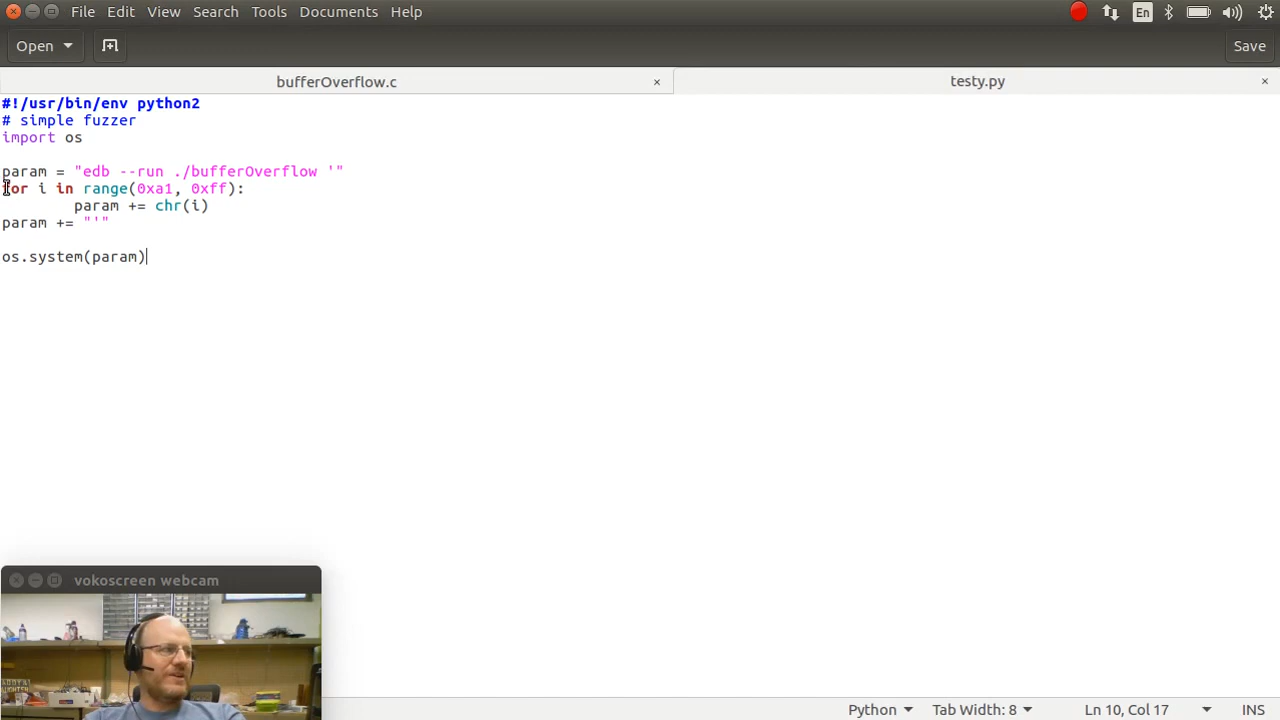 File Edit View Search Tools Documents Help En
Open Save
bufferOverflow.c × testy.py ×
#!/usr/bin/env python2
# simple fuzzer
import os
param = "edb --run ./bufferOverflow '"
for i in range(0xa1, 0xff):
        param += chr(i)
param += "'"
os.system(param)
vokoscreen webcam
Python Tab Width: 8 Ln 10, Col 17 INS